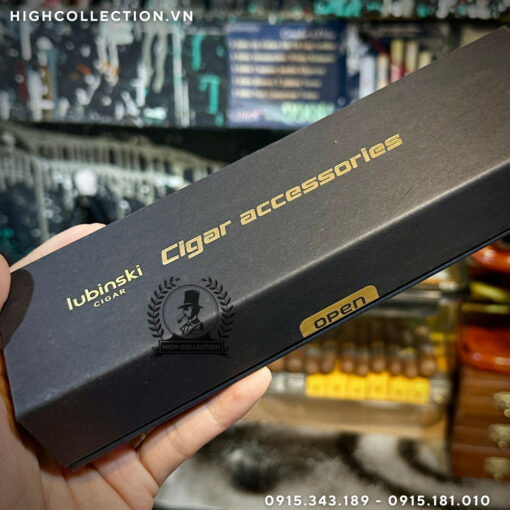 HIGHCOLLECTION.VN
Cigar accessories
lubinski
CIGAR
open
HIGH COLLECTION
0915.343.189 - 0915.181.010